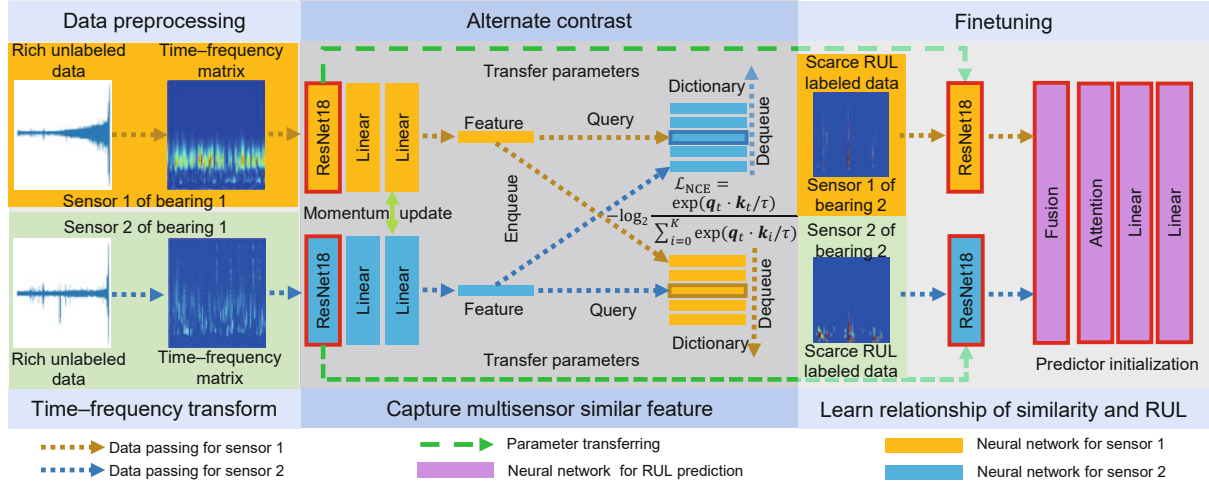 Data preprocessing
Alternate contrast
Finetuning
Rich unlabeled
data
Time–frequency
matrix
Sensor 1 of bearing 1
Sensor 2 of bearing 1
Rich unlabeled
data
Time–frequency
matrix
Transfer parameters
ResNet18
Linear
Linear
Feature
Query
Dictionary
Dequeue
Momentum update
Enqueue
ℒ_NCE =
−log₂ exp(𝒒_t · 𝒌_t/τ) / ∑_{i=0}^{K} exp(𝒒_t · 𝒌_i/τ)
ResNet18
Linear
Linear
Feature
Query
Dictionary
Dequeue
Transfer parameters
Scarce RUL
labeled data
Sensor 1 of
bearing 2
Sensor 2 of
bearing 2
Scarce RUL
labeled data
ResNet18
ResNet18
Fusion
Attention
Linear
Linear
Predictor initialization
Time–frequency transform
Capture multisensor similar feature
Learn relationship of similarity and RUL
Data passing for sensor 1
Data passing for sensor 2
Parameter transferring
Neural network for RUL prediction
Neural network for sensor 1
Neural network for sensor 2